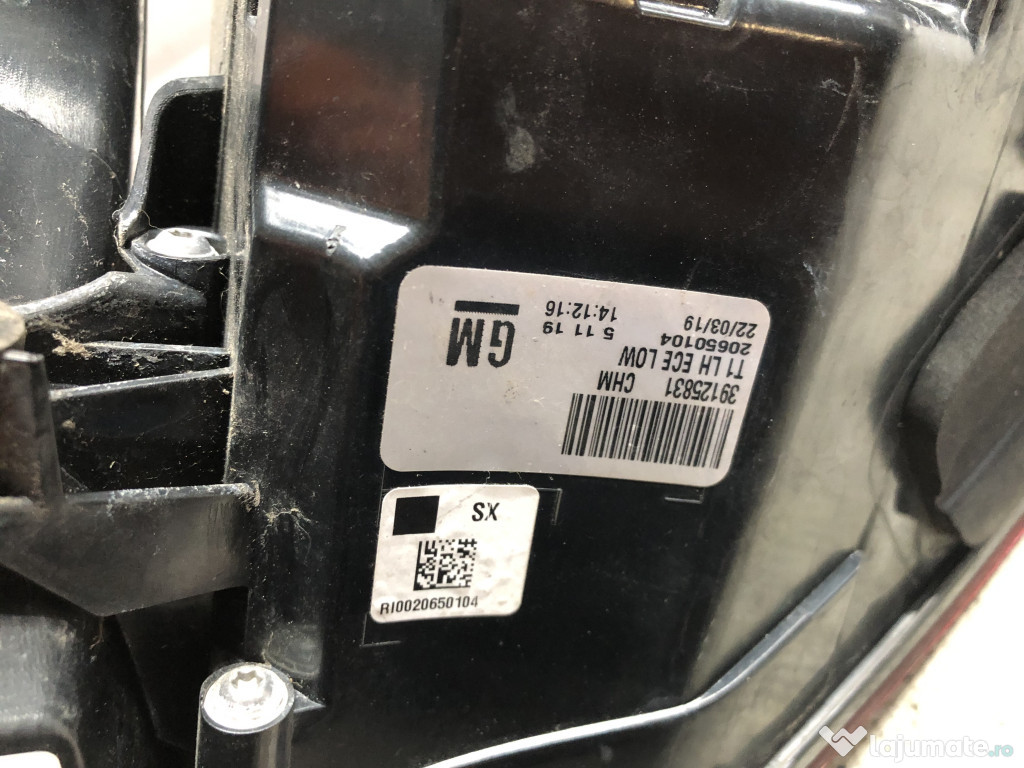 39125831 CHM
T1 LH ECE LOW
20650104
22/03/19
GM
5 11 19
14:12:16
SX
RI0020650104
lajumate.ro